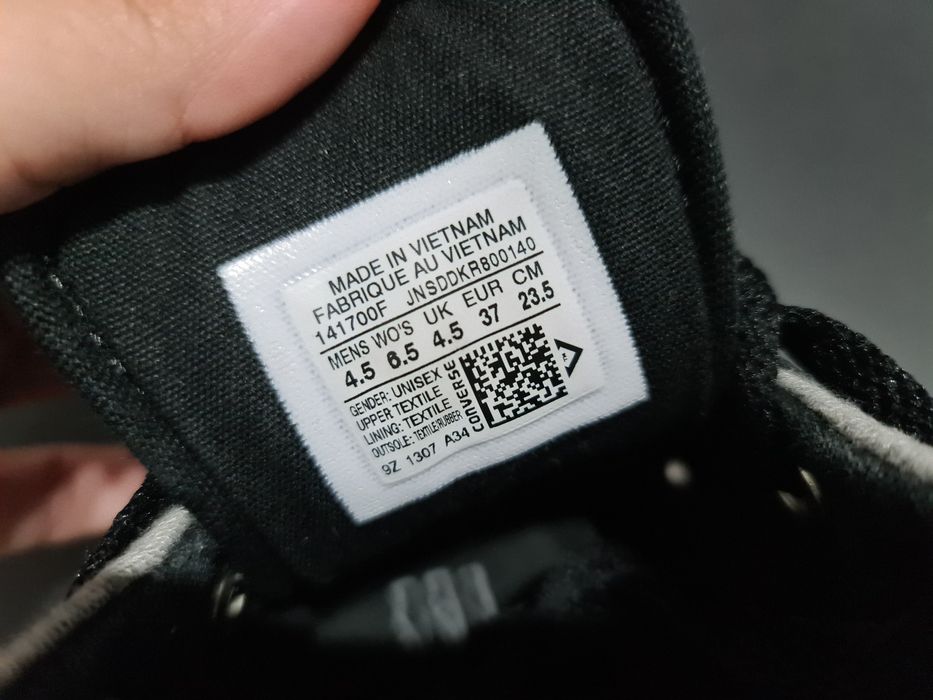 MADE IN VIETNAM
FABRIQUE AU VIETNAM
141700F JNSDDKR800140
MENS WO'S UK EUR CM
4.5 6.5 4.5 37 23.5
GENDER: UNISEX
UPPER TEXTILE
LINING: TEXTILE
OUTSOLE: TEXTILE/RUBBER
9Z 1307 A34
CONVERSE